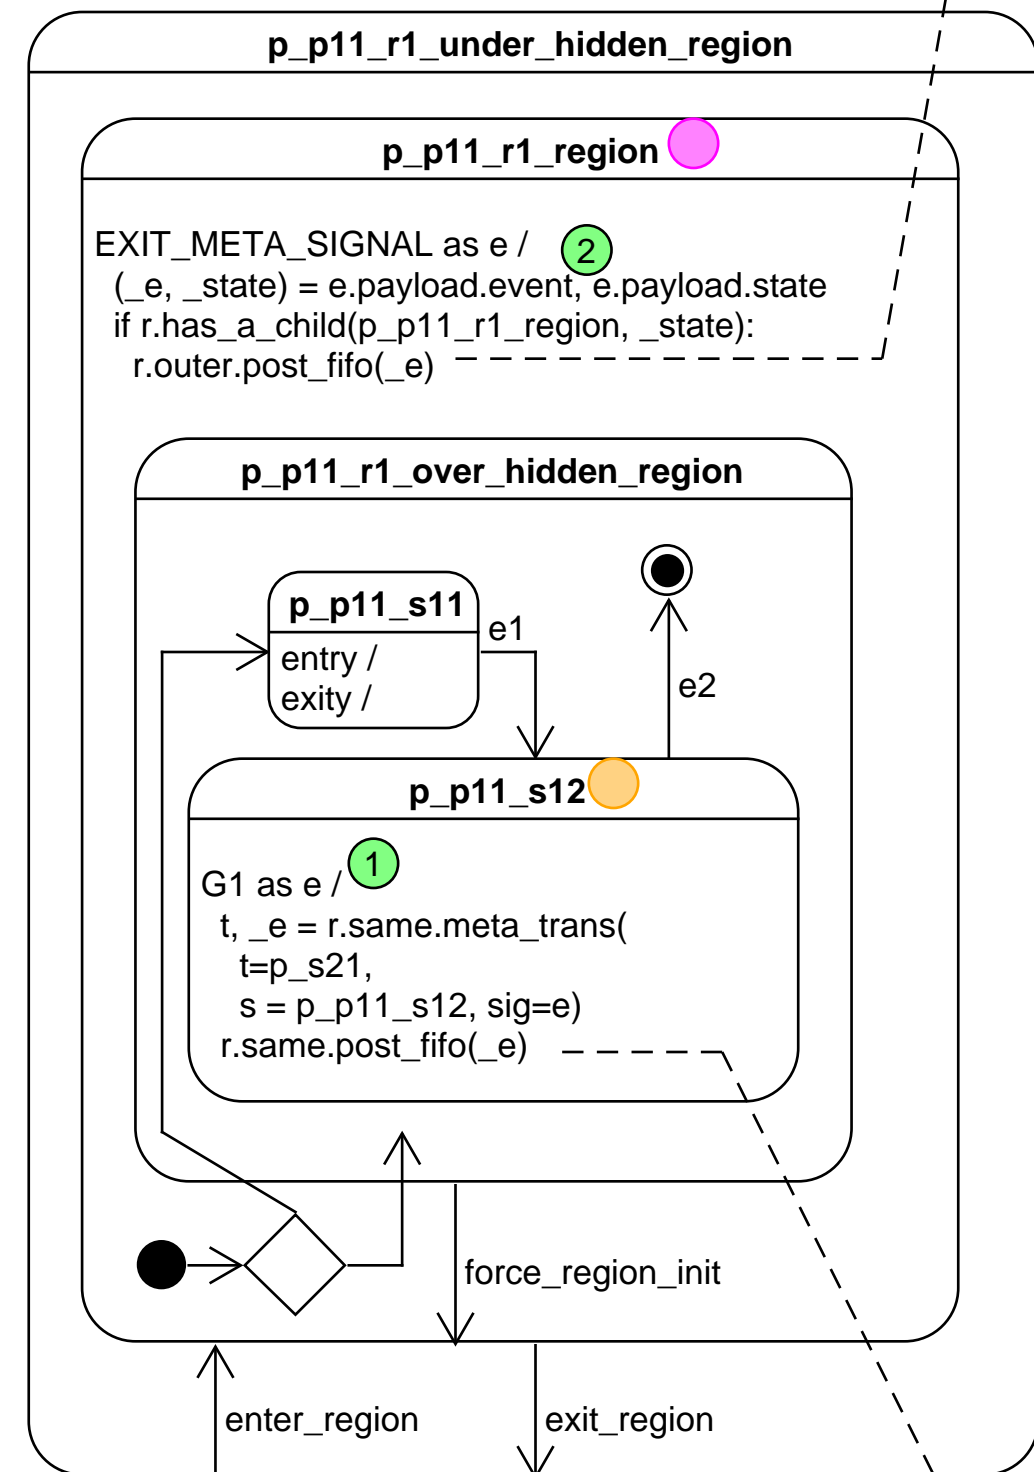 p_p11_r1_under_hidden_region
p_p11_r1_region
EXIT_META_SIGNAL as e /
2
(_e, _state) = e.payload.event, e.payload.state
if r.has_a_child(p_p11_r1_region, _state):
r.outer.post_fifo(_e)
p_p11_r1_over_hidden_region
p_p11_s11
entry /
exity /
e1
e2
p_p11_s12
1
G1 as e /
t, _e = r.same.meta_trans(
t=p_s21,
s = p_p11_s12, sig=e)
r.same.post_fifo(_e)
force_region_init
enter_region
exit_region